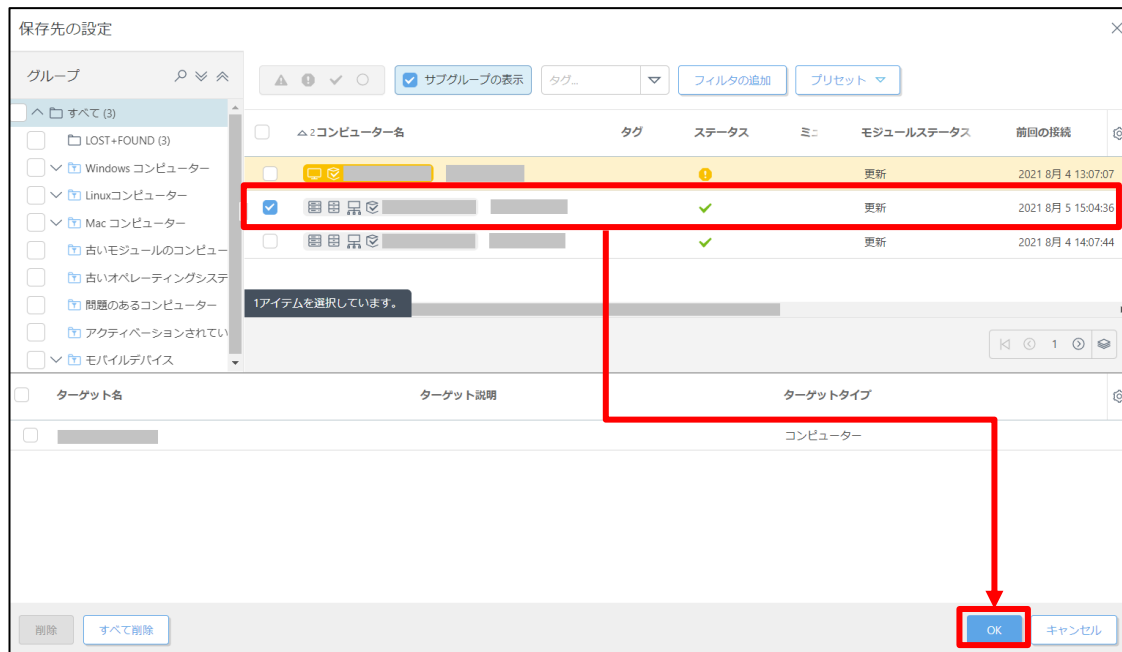 保存先の設定
グループ
サブグループの表示
タグ...
フィルタの追加
プリセット
すべて (3)
LOST+FOUND (3)
Windows コンピューター
Linuxコンピューター
Mac コンピューター
古いモジュールのコンピュー
古いオペレーティングシステ
問題のあるコンピューター
アクティベーションされてい
モバイルデバイス
2コンピューター名 タグ ステータス ミ モジュールステータス 前回の接続
更新 2021 8月 4 13:07:07
更新 2021 8月 5 15:04:36
更新 2021 8月 4 14:07:44
1アイテムを選択しています。
1
ターゲット名 ターゲット説明 ターゲットタイプ
コンピューター
削除 すべて削除 OK キャンセル